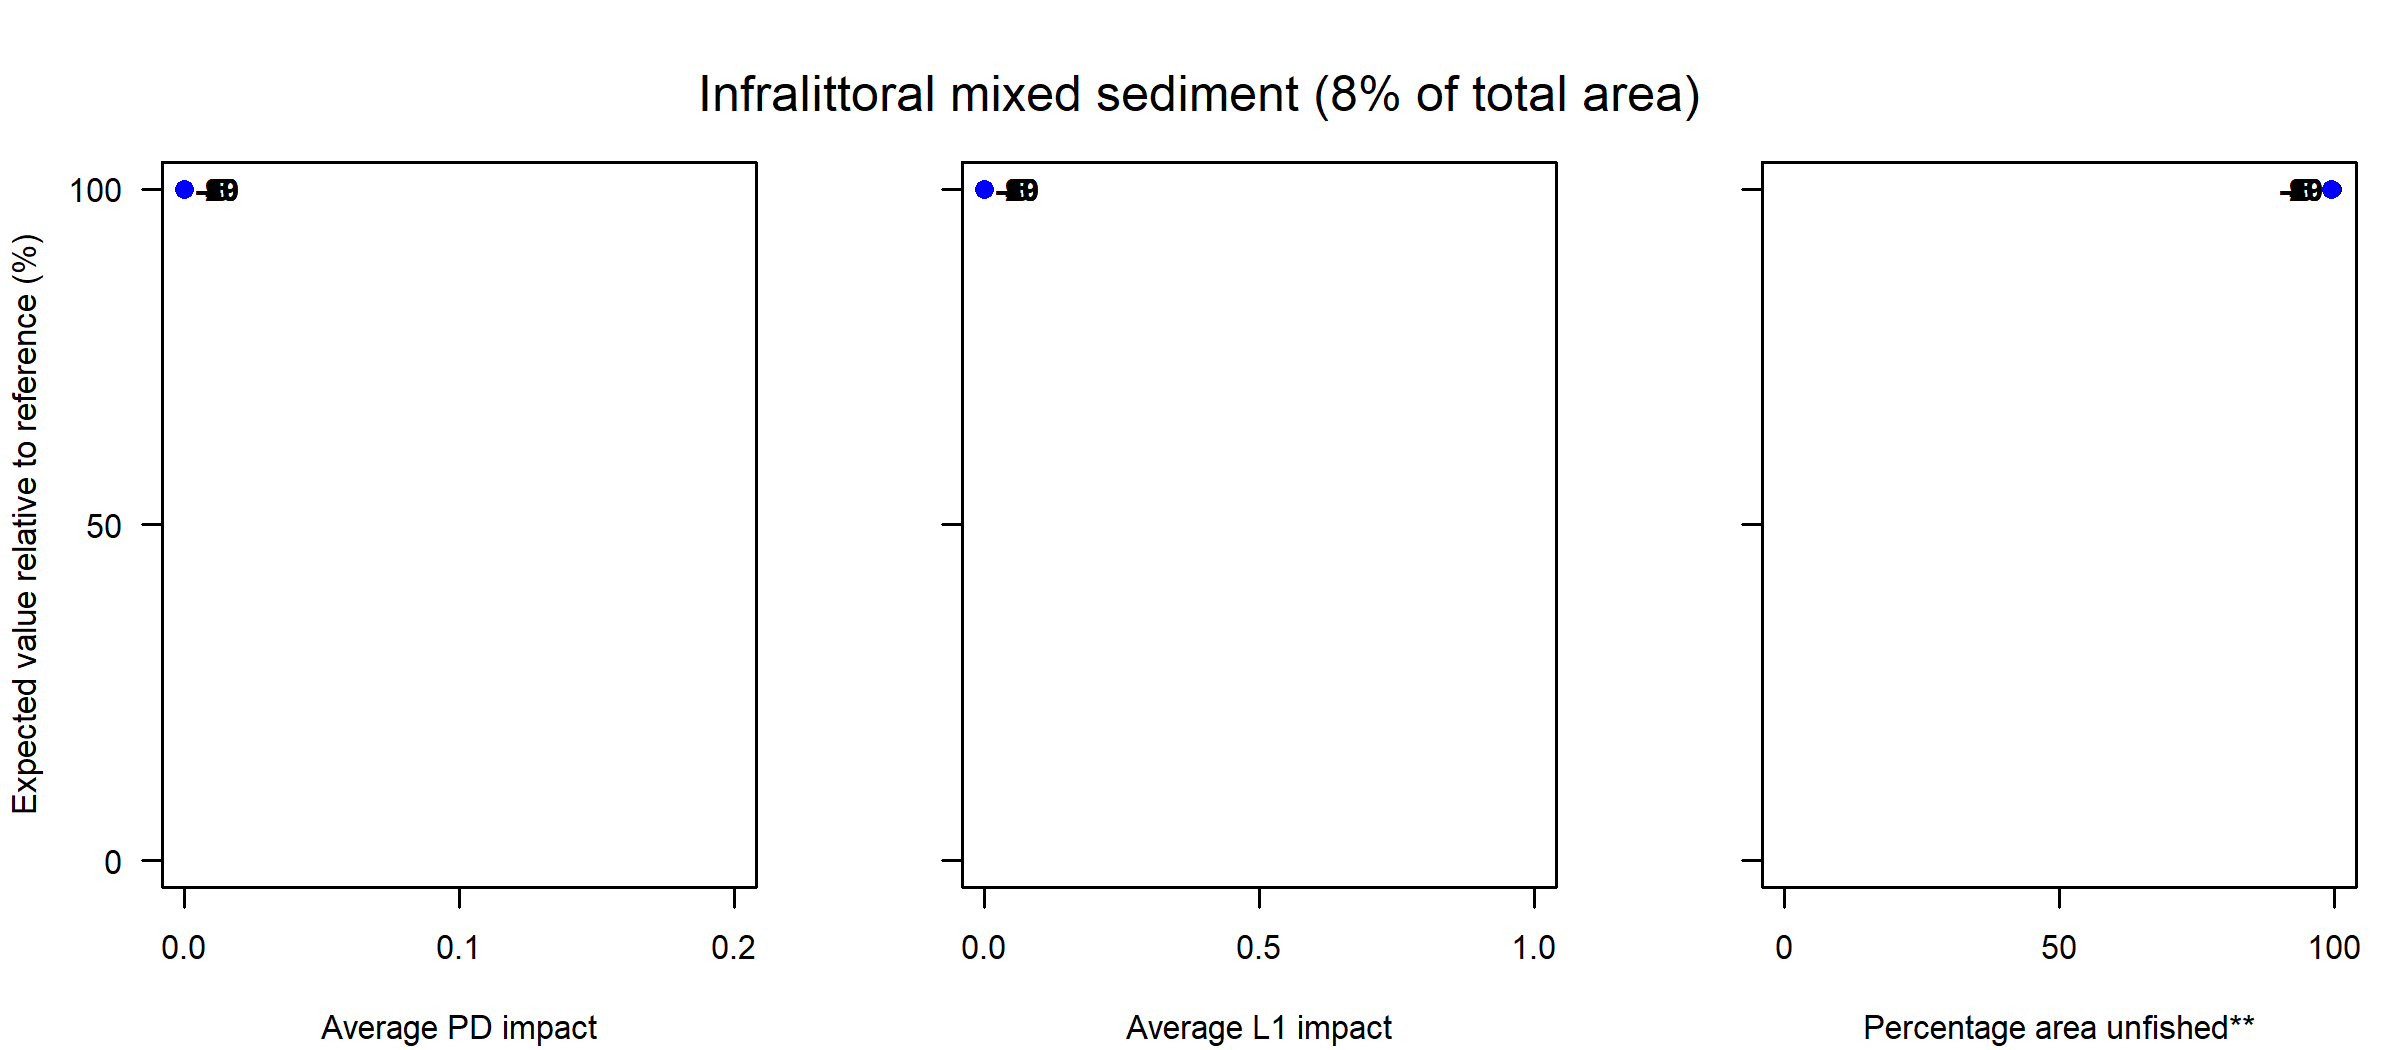 Infralittoral mixed sediment (8% of total area)
Expected value relative to reference (%)
100
50
0
0.0 0.1 0.2
0.0 0.5 1.0
0 50 100
Average PD impact
Average L1 impact
Percentage area unfished**